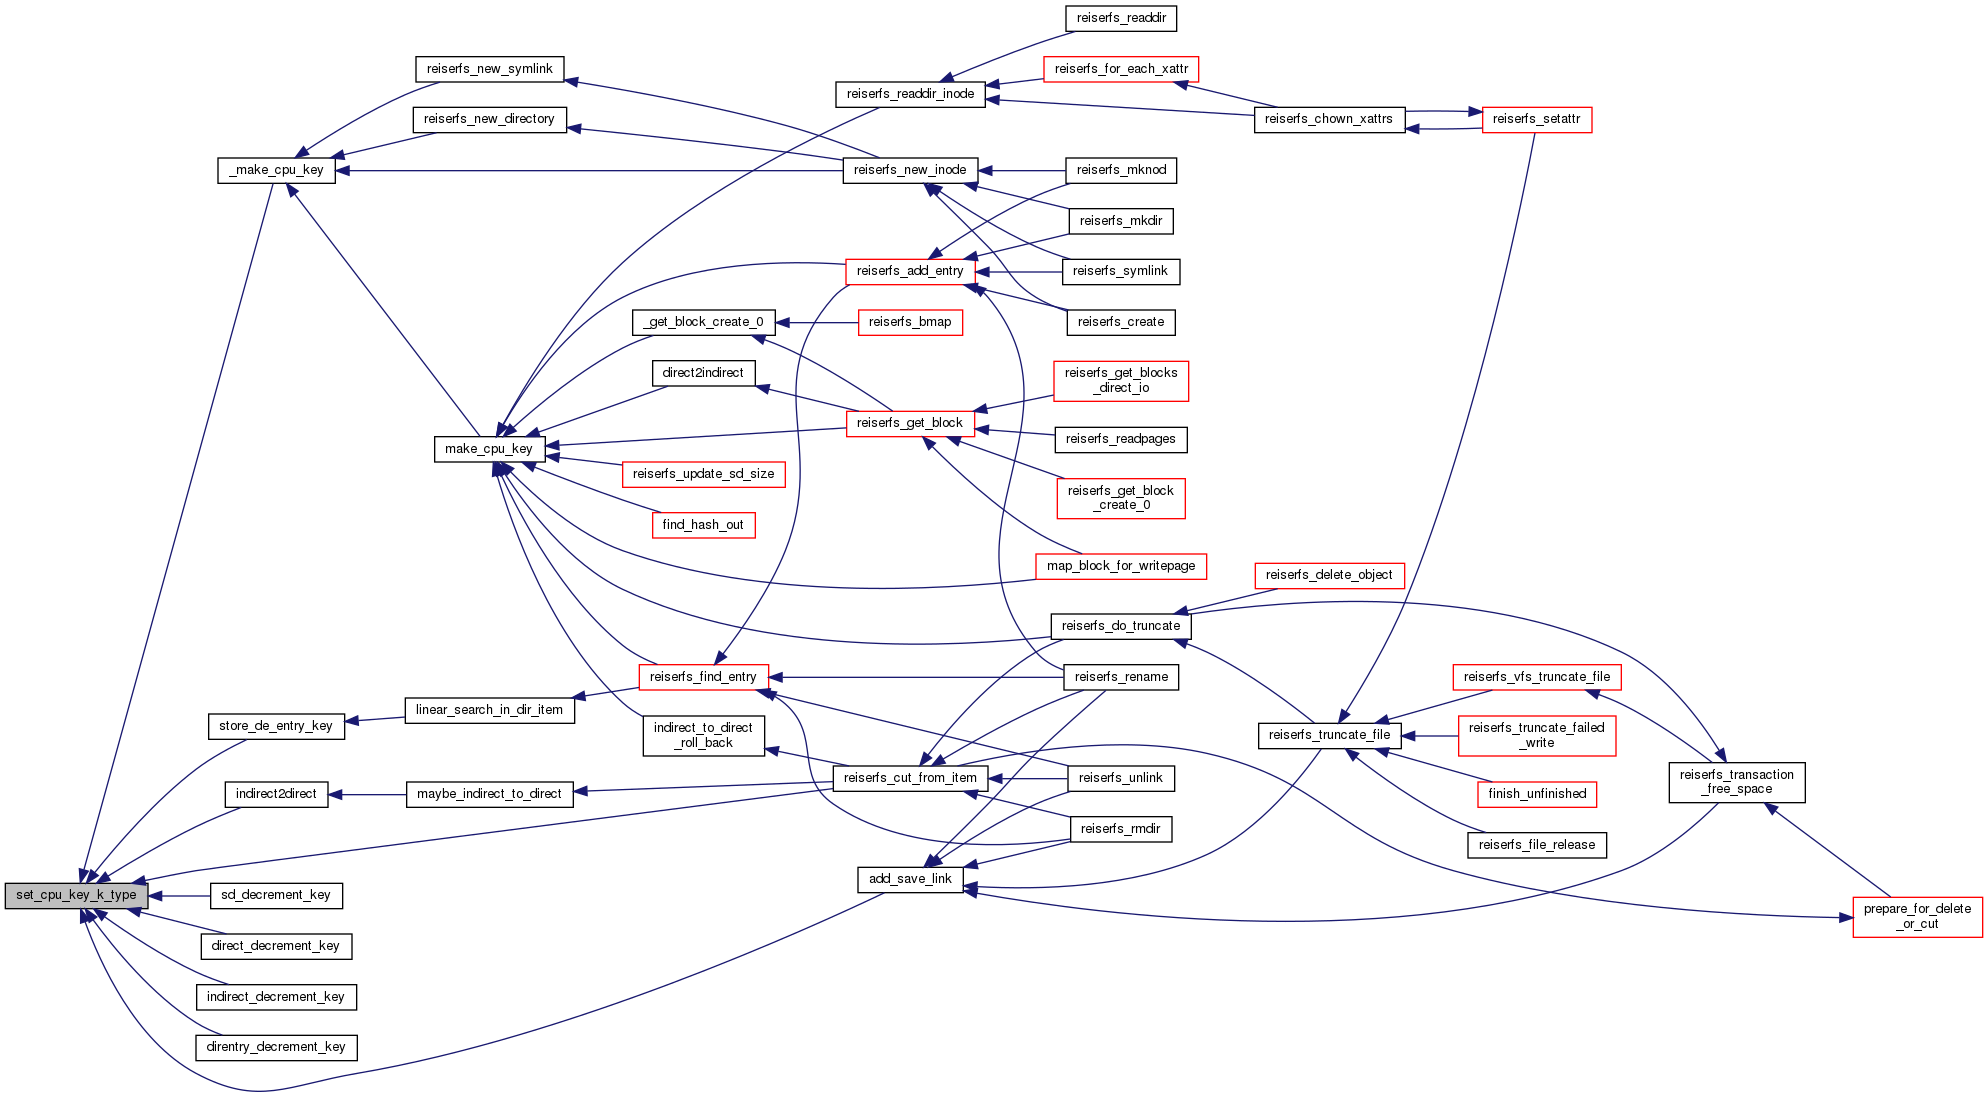 reiserfs_readdir
reiserfs_new_symlink
reiserfs_for_each_xattr
reiserfs_readdir_inode
reiserfs_new_directory
reiserfs_chown_xattrs
reiserfs_setattr
_make_cpu_key
reiserfs_new_inode
reiserfs_mknod
reiserfs_mkdir
reiserfs_add_entry
reiserfs_symlink
_get_block_create_0
reiserfs_bmap
reiserfs_create
direct2indirect
reiserfs_get_blocks
_direct_io
reiserfs_get_block
reiserfs_readpages
make_cpu_key
reiserfs_update_sd_size
reiserfs_get_block
_create_0
find_hash_out
map_block_for_writepage
reiserfs_delete_object
reiserfs_do_truncate
reiserfs_find_entry
reiserfs_rename
reiserfs_vfs_truncate_file
linear_search_in_dir_item
store_de_entry_key
indirect_to_direct
_roll_back
reiserfs_truncate_file
reiserfs_truncate_failed
_write
reiserfs_cut_from_item
reiserfs_unlink
reiserfs_transaction
_free_space
indirect2direct
maybe_indirect_to_direct
finish_unfinished
reiserfs_rmdir
reiserfs_file_release
add_save_link
set_cpu_key_k_type
sd_decrement_key
prepare_for_delete
_or_cut
direct_decrement_key
indirect_decrement_key
direntry_decrement_key